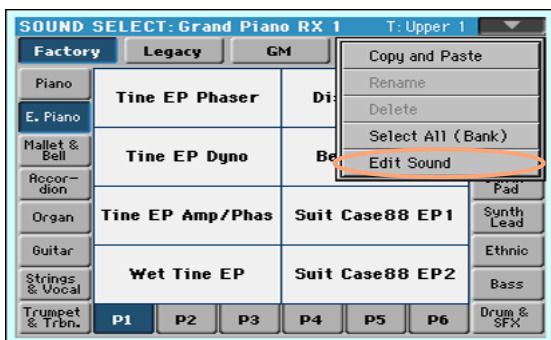 SOUND SELECT: Grand Piano RX 1 T: Upper 1
Factory Legacy GM
Copy and Paste
Rename
Delete
Select All (Bank)
Edit Sound
Piano
E. Piano
Mallet &
Bell
Accor-
dion
Organ
Guitar
Strings
& Vocal
Trumpet
& Trbn.
Tine EP Phaser
Tine EP Dyno
Tine EP Amp/Phas Suit Case88 EP1
Wet Tine EP Suit Case88 EP2
Pad
Synth
Lead
Ethnic
Bass
Drum &
SFX
P1 P2 P3 P4 P5 P6